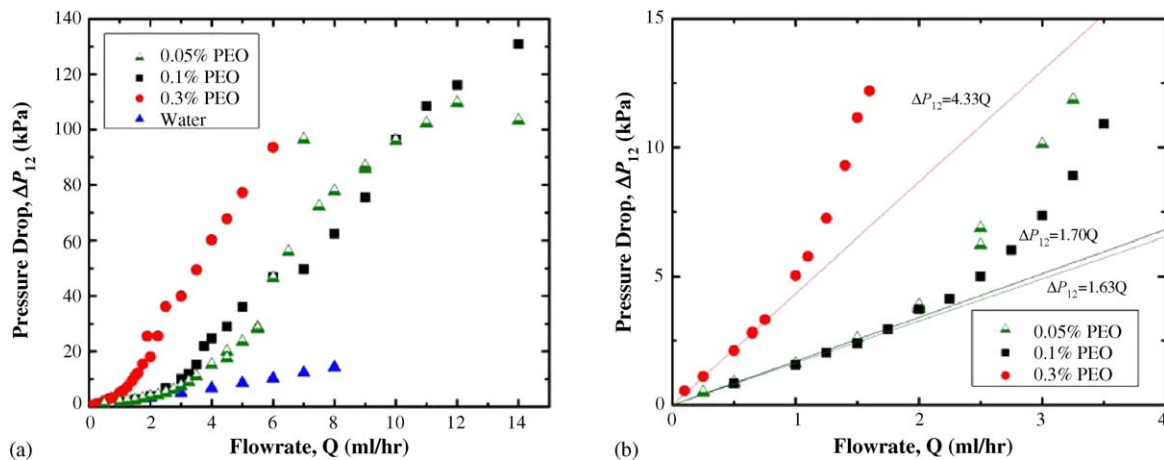 140
120
100
80
60
40
20
0
Pressure Drop, ΔP12 (kPa)
0.05% PEO
0.1% PEO
0.3% PEO
Water
0 2 4 6 8 10 12 14
(a) Flowrate, Q (ml/hr)
15
10
5
0
Pressure Drop, ΔP12 (kPa)
ΔP12=4.33Q
ΔP12=1.70Q
ΔP12=1.63Q
0.05% PEO
0.1% PEO
0.3% PEO
0 1 2 3 4
(b) Flowrate, Q (ml/hr)